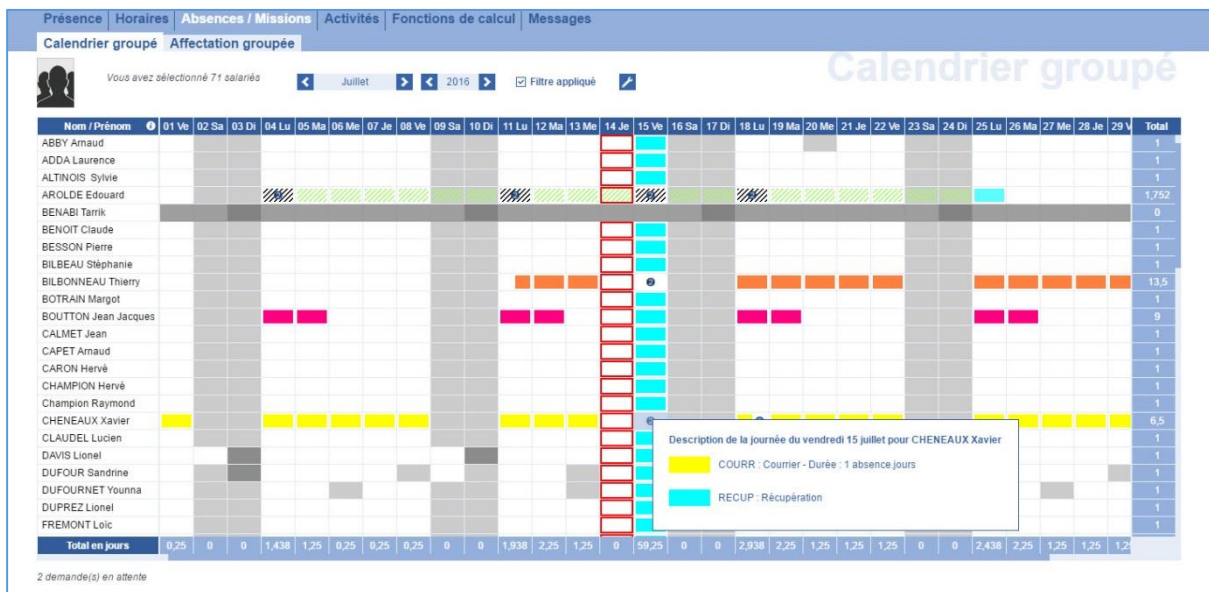 Présence | Horaires | Absences / Missions | Activités | Fonctions de calcul | Messages
Calendrier groupé Affectation groupée
Calendrier groupé
Vous avez sélectionné 71 salariés < Juillet > < 2016 > Filtre appliqué
Nom / Prénom 01 Ve 02 Sa 03 Di 04 Lu 05 Ma 06 Me 07 Je 08 Ve 09 Sa 10 Di 11 Lu 12 Ma 13 Me 14 Je 15 Ve 16 Sa 17 Di 18 Lu 19 Ma 20 Me 21 Je 22 Ve 23 Sa 24 Di 25 Lu 26 Ma 27 Me 28 Je 29 V Total
ABBY Arnaud 1
ADDA Laurence 1
ALTINOIS Sylvie 1
AROLDE Edouard 1,752
BENABI Tarrik 0
BENOIT Claude 1
BESSON Pierre 1
BILBEAU Stéphanie 1
BILBONNEAU Thierry 2 13,5
BOTRAIN Margot 1
BOUTTON Jean Jacques 9
CALMET Jean 1
CAPET Arnaud 1
CARON Hervé 1
CHAMPION Hervé 1
Champion Raymond 1
CHENEAUX Xavier 6,5
CLAUDEL Lucien 1
DAVIS Lionel 1
DUFOUR Sandrine 1
DUFOURNET Younna 1
DUPREZ Lionel 1
FREMONT Loïc 1
Description de la journée du vendredi 15 juillet pour CHENEAUX Xavier
COURR : Courrier - Durée : 1 absence.jours
RECUP : Récupération
Total en jours 0,25 0 0 1,438 1,25 0,25 0,25 0,25 0 0 1,938 2,25 1,25 0 59,25 0 0 2,938 2,25 1,25 1,25 1,25 0 0 2,438 2,25 1,25 1,25 1,25
2 demande(s) en attente